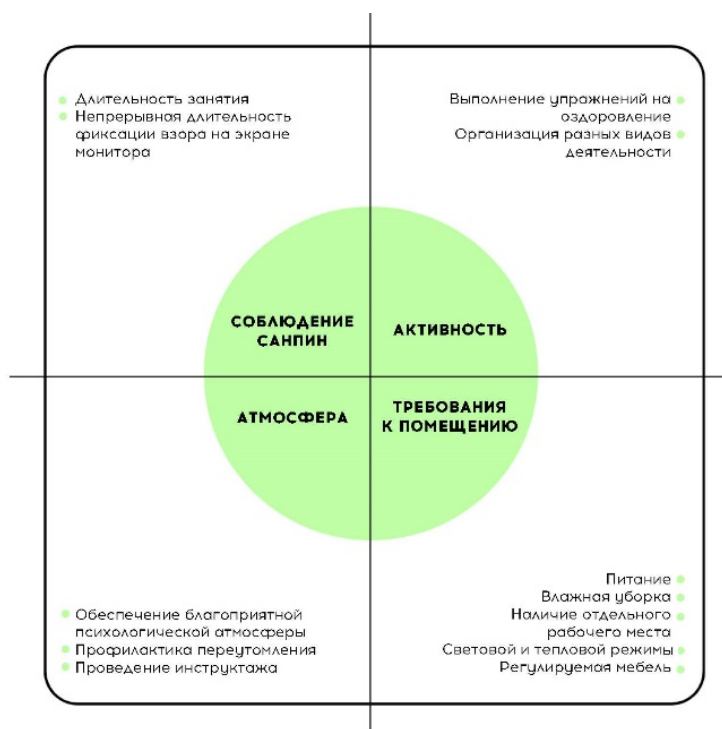 Длительность занятия
Непрерывная длительность
фиксации взора на экране
монитора
Выполнение упражнений на
оздоровление
Организация разных видов
деятельности
СОБЛЮДЕНИЕ
САНПИН
АКТИВНОСТЬ
АТМОСФЕРА
ТРЕБОВАНИЯ
К ПОМЕЩЕНИЮ
Обеспечение благоприятной
психологической атмосферы
Профилактика переутомления
Проведение инструктажа
Питание
Влажная уборка
Наличие отдельного
рабочего места
Световой и тепловой режимы
Регулируемая мебель